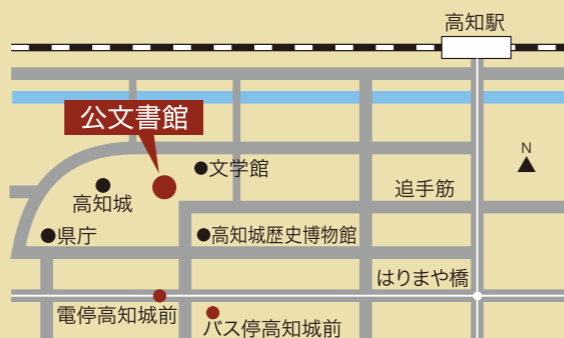 高知駅
公文書館
N
文学館
追手筋
高知城
県庁
高知城歴史博物館
はりまや橋
電停高知城前
バス停高知城前